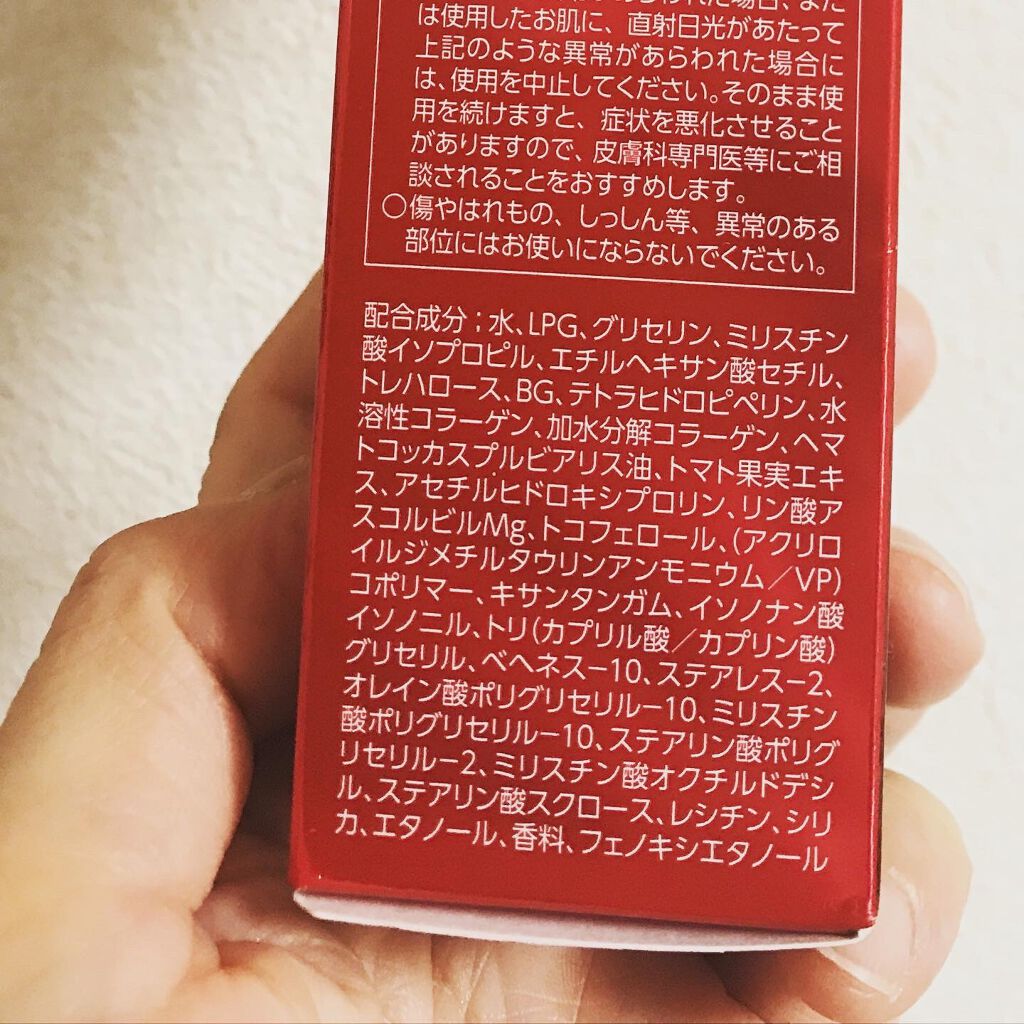 は使用したお肌に、直射日光があたって
上記のような異常があらわれた場合に
は、使用を中止してください。そのまま使
用を続けますと、症状を悪化させること
がありますので、皮膚科専門医等にご相
談されることをおすすめします。
○傷やはれもの、しっしん等、異常のある
部位にはお使いにならないでください。
配合成分；水、LPG、グリセリン、ミリスチン
酸イソプロピル、エチルヘキサン酸セチル、
トレハロース、BG、テトラヒドロピペリン、水
溶性コラーゲン、加水分解コラーゲン、ヘマ
トコッカスプルビアリス油、トマト果実エキ
ス、アセチルヒドロキシプロリン、リン酸ア
スコルビルMg、トコフェロール、(アクリロ
イルジメチルタウリンアンモニウム／VP)
コポリマー、キサンタンガム、イソノナン酸
イソノニル、トリ(カプリル酸／カプリン酸)
グリセリル、ベヘネスー10、ステアレスー2、
オレイン酸ポリグリセリルー10、ミリスチン
酸ポリグリセリルー10、ステアリン酸ポリグ
リセリルー2、ミリスチン酸オクチルドデシ
ル、ステアリン酸スクロース、レシチン、シリ
カ、エタノール、香料、フェノキシエタノール